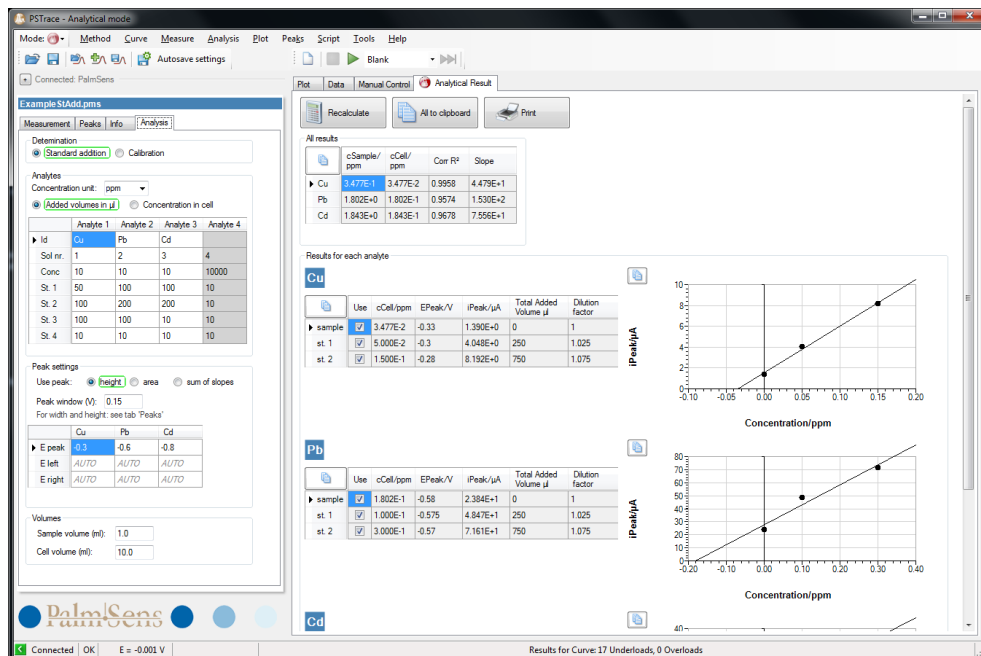 PSTrace - Analytical mode
Mode: Method Curve Measure Analysis Plot Peaks Script Tools Help
Autosave settings Blank
Connected: PalmSens
ExampleStAdd.pms
Measurement Peaks Info Analysis
Detemination
Standard addition Calibration
Analytes
Concentration unit: ppm
Added volumes in µl Concentration in cell
Analyte 1 Analyte 2 Analyte 3 Analyte 4
Id Cu Pb Cd
Sol nr. 1 2 3 4
Conc 10 10 10 10000
St. 1 50 100 100 10
St. 2 100 200 200 10
St. 3 100 100 100 10
St. 4 10 10 10 10
Peak settings
Use peak: height area sum of slopes
Peak window (V): 0.15
For width and height: see tab 'Peaks'
Cu Pb Cd
E peak -0.3 -0.6 -0.8
E left AUTO AUTO AUTO
E right AUTO AUTO AUTO
Volumes
Sample volume (ml): 1.0
Cell volume (ml): 10.0
PalmSens
Plot Data Manual Control Analytical Result
Recalculate All to clipboard Print
All results
cSample/ppm cCell/ppm Corr R² Slope
Cu 3.477E-1 3.477E-2 0.9958 4.479E+1
Pb 1.802E+0 1.802E-1 0.9574 1.530E+2
Cd 1.843E+0 1.843E-1 0.9678 7.556E+1
Results for each analyte
Cu
Use cCell/ppm EPeak/V iPeak/µA Total Added Volume µl Dilution factor
sample 3.477E-2 -0.33 1.390E+0 0 1
st. 1 5.000E-2 -0.3 4.048E+0 250 1.025
st. 2 1.500E-1 -0.28 8.192E+0 750 1.075
iPeak/µA
10
8
6
4
2
0
-0.10 -0.05 0.00 0.05 0.10 0.15 0.20
Concentration/ppm
Pb
Use cCell/ppm EPeak/V iPeak/µA Total Added Volume µl Dilution factor
sample 1.802E-1 -0.58 2.384E+1 0 1
st. 1 1.000E-1 -0.575 4.847E+1 250 1.025
st. 2 3.000E-1 -0.57 7.161E+1 750 1.075
iPeak/µA
80
70
60
50
40
30
20
10
0
-0.20 -0.10 0.00 0.10 0.20 0.30 0.40
Concentration/ppm
Cd
40
Connected OK E = -0.001 V Results for Curve: 17 Underloads, 0 Overloads